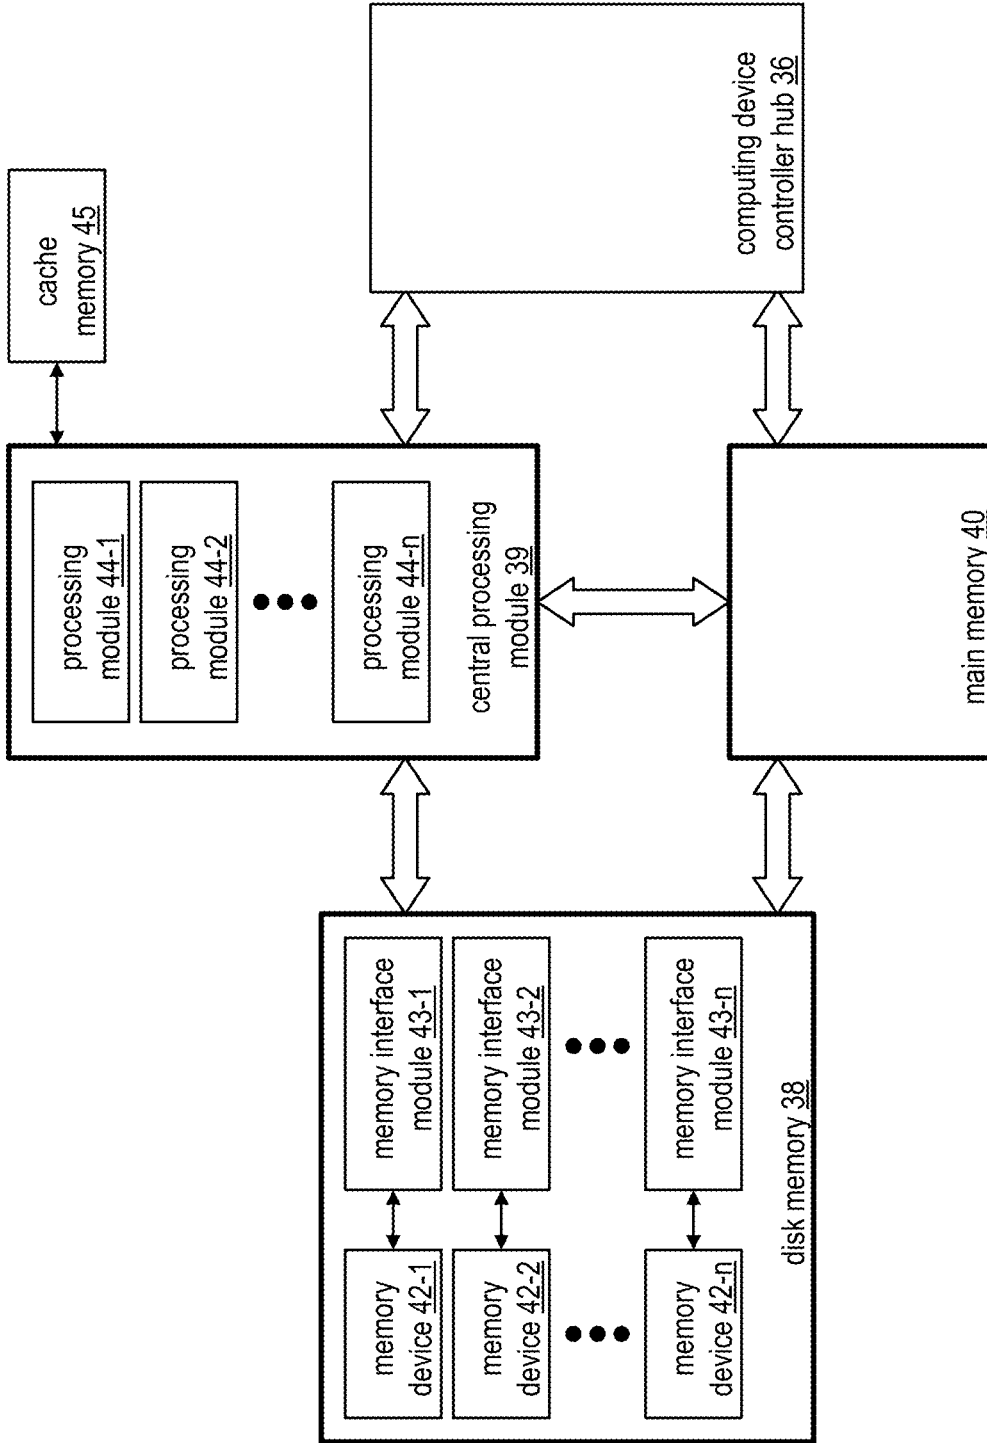 memory
device 42-1
memory interface
module 43-1
memory
device 42-2
memory interface
module 43-2
memory
device 42-n
memory interface
module 43-n
disk memory 38
processing
module 44-1
processing
module 44-2
processing
module 44-n
central processing
module 39
main memory 40
cache
memory 45
computing device
controller hub 36